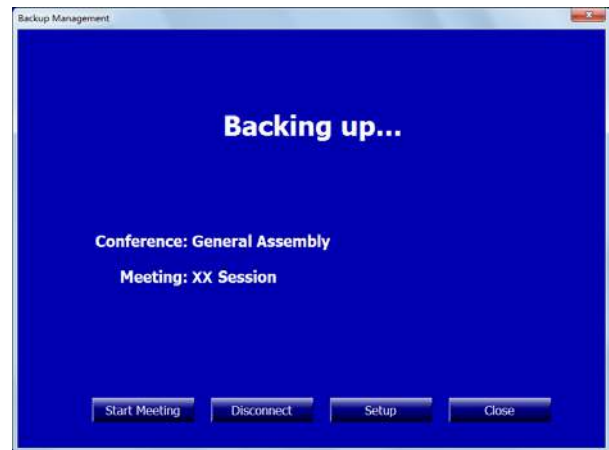 Backup Management
Backing up...
Conference: General Assembly
Meeting: XX Session
Start Meeting Disconnect Setup Close